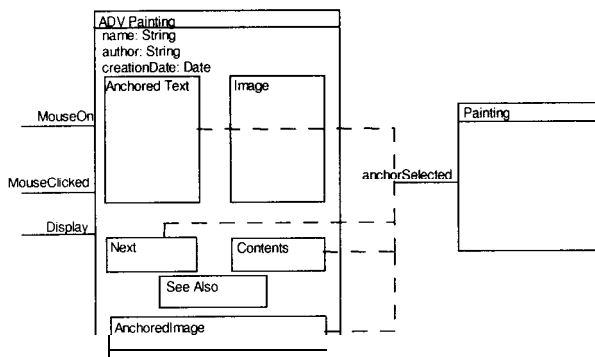 ADV Painting
name: String
author: String
creationDate: Date
Anchored Text
Image
MouseOn
Painting
MouseClicked
anchorSelected
Display
Next
Contents
See Also
AnchoredImage